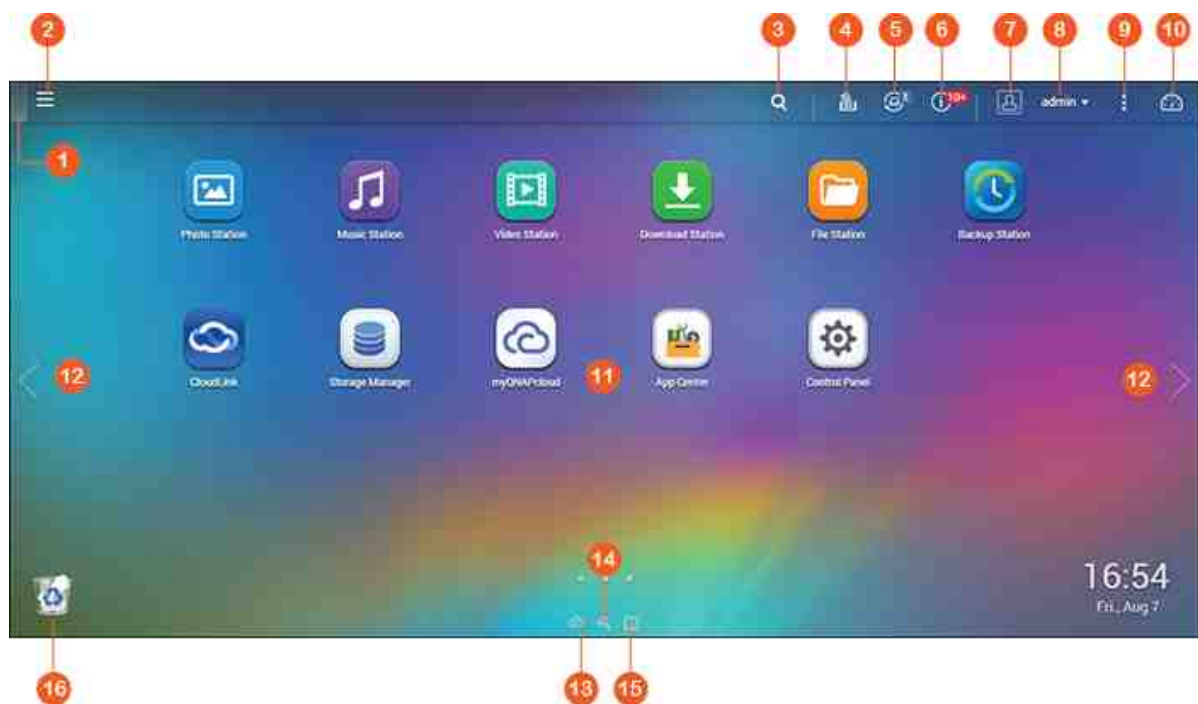 2 3 4 5 6 7 8 9 10
10+ admin
1
Photo Station Music Station Video Station Download Station File Station Backup Station
12 11 12
CloudLink Storage Manager myQNAPcloud App Center Control Panel
14
16:54
Fri., Aug 7
16 13 15